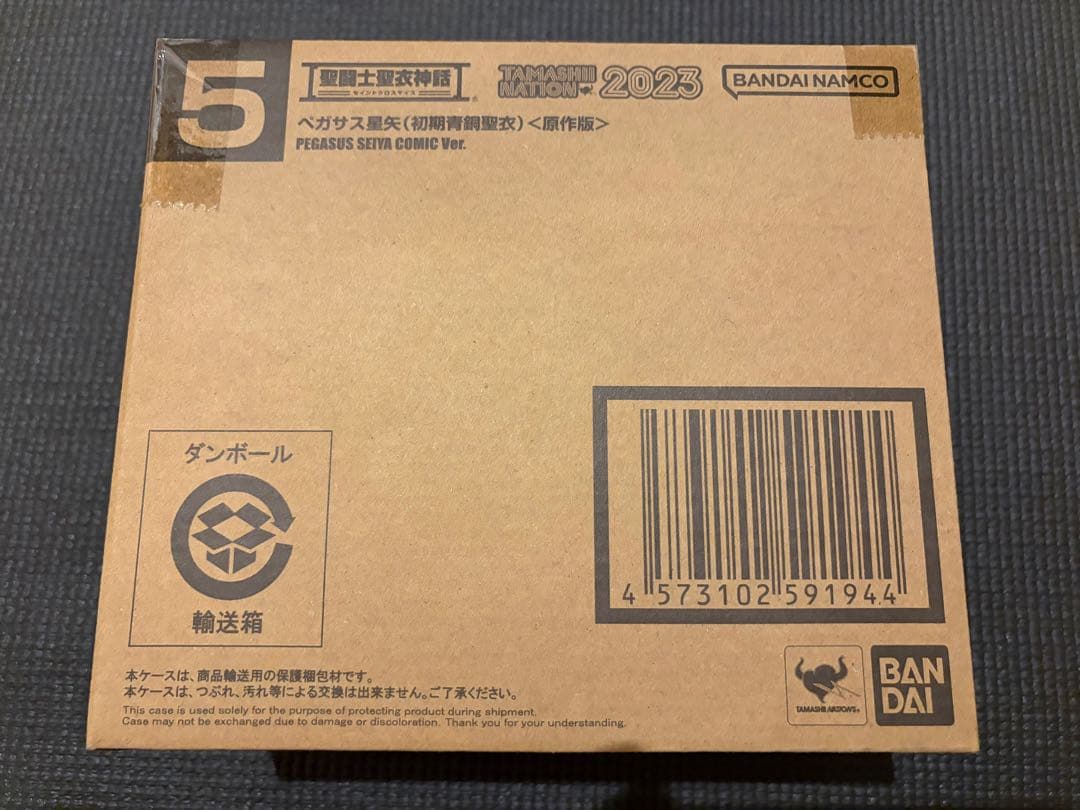 5
聖闘士聖衣神話
セイントクロスマイス
TAMASHII NATION 2023
BANDAI NAMCO
ペガサス星矢(初期青銅聖衣)<原作版>
PEGASUS SEIYA COMIC Ver.
ダンボール
輸送箱
4 573102 591944
本ケースは、商品輸送用の保護梱包材です。
本ケースは、つぶれ、汚れ等による交換は出来ません。ご了承ください。
This case is used solely for the purpose of protecting product during shipment.
Case may not be exchanged due to damage or discoloration. Thank you for your understanding.
TAMASHII NATIONS
BAN
DAI